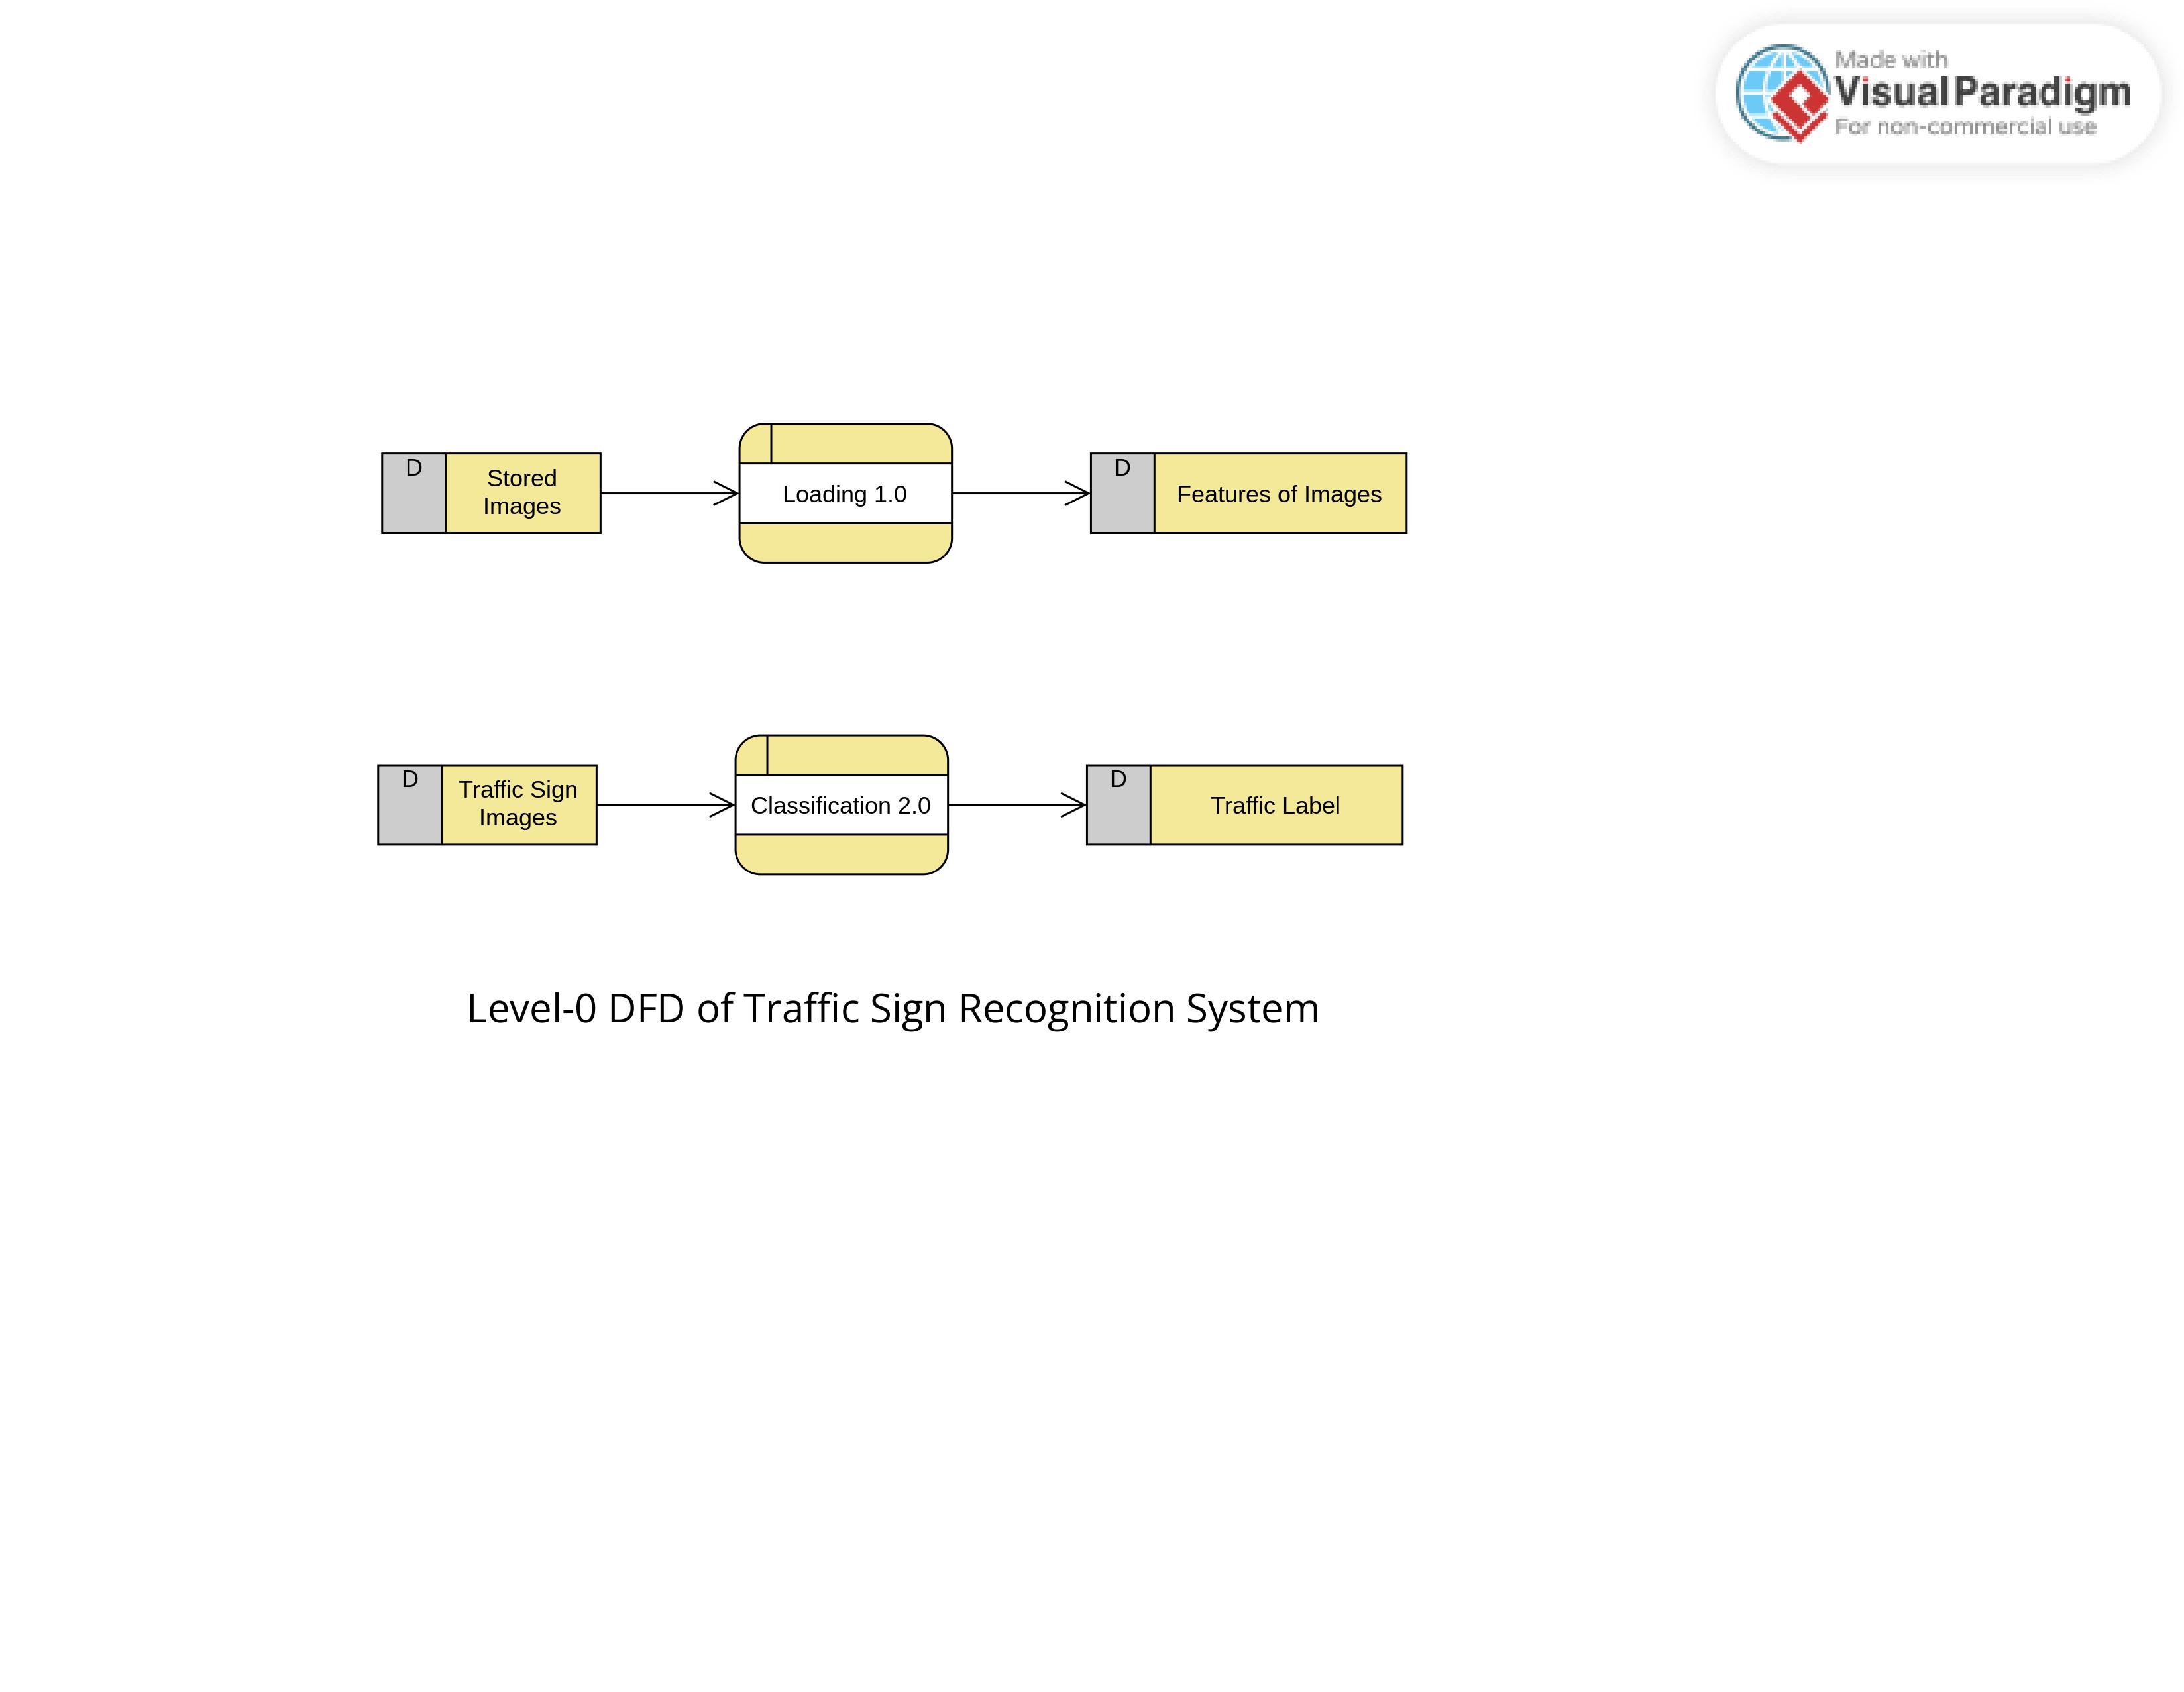 Made with
Visual Paradigm
For non-commercial use
D
Stored
Images
Loading 1.0
D
Features of Images
D
Traffic Sign
Images
Classification 2.0
D
Traffic Label
Level-0 DFD of Traffic Sign Recognition System